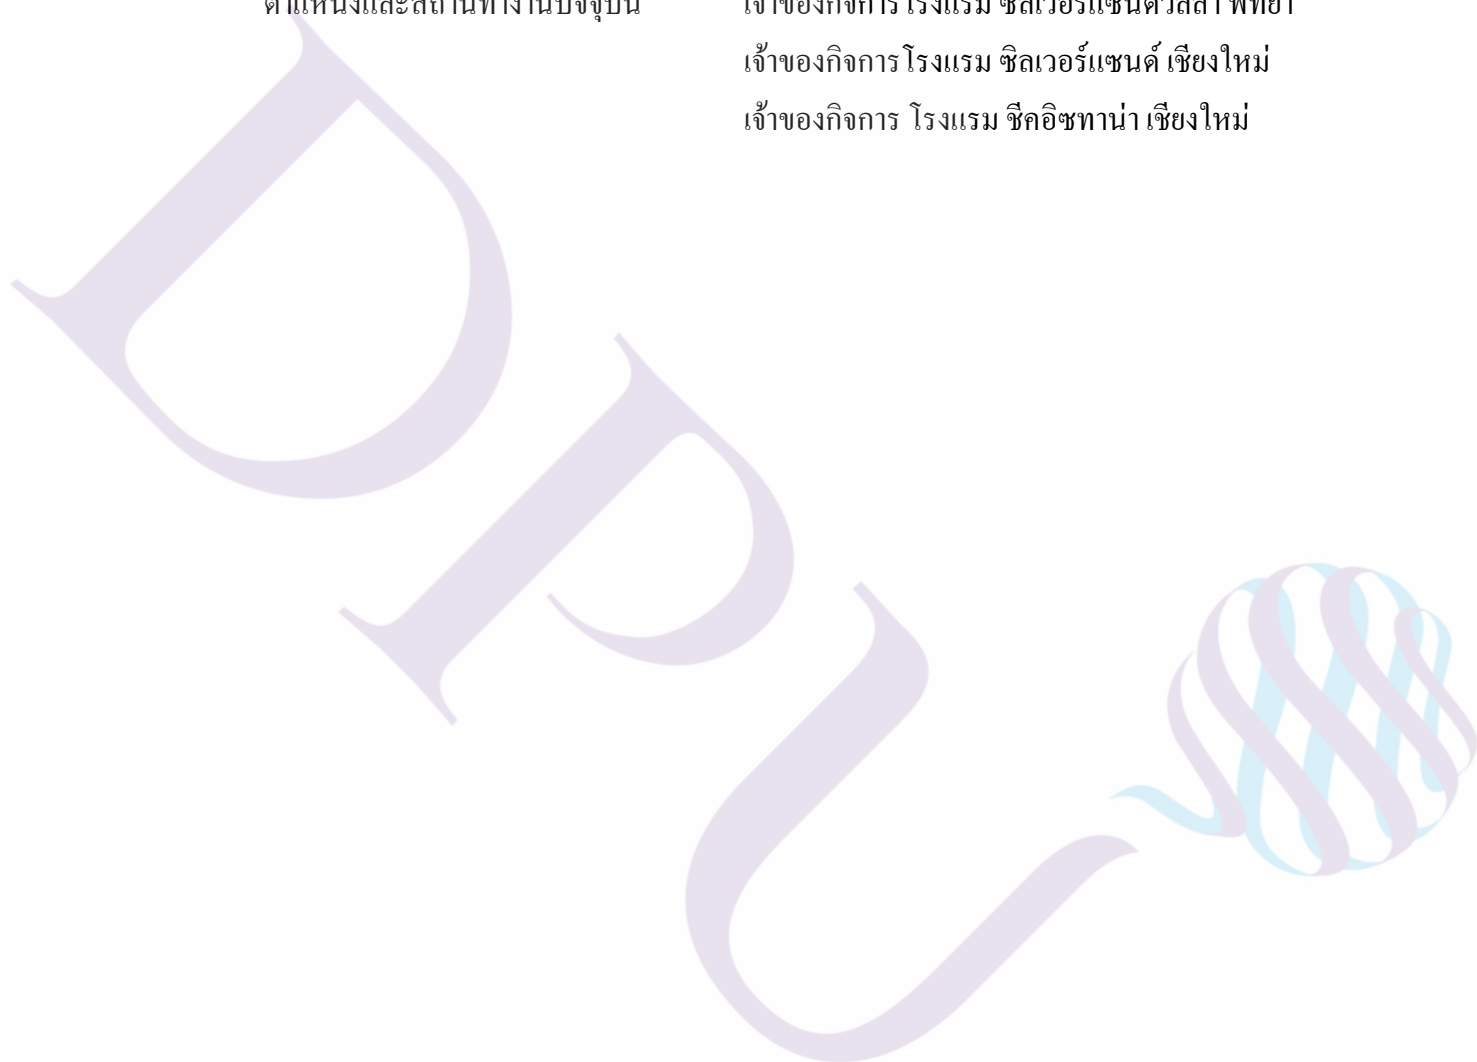 ตำแหน่งและสถานที่ทำงานปัจจุบัน เจ้าของกิจการ โรงแรม ซิลเวอร์แซนด์วิลล่า พัทยา
เจ้าของกิจการ โรงแรม ซิลเวอร์แซนด์ เชียงใหม่
เจ้าของกิจการ โรงแรม ชีคอิซทาน่า เชียงใหม่
DPU